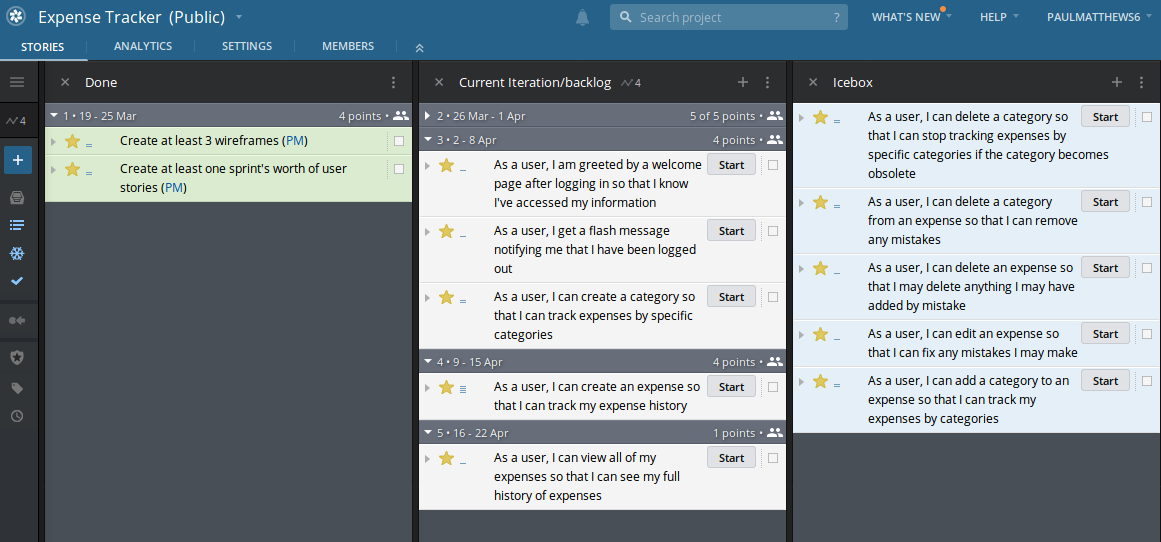 Expense Tracker (Public)
Search project
?
WHAT'S NEW
HELP
PAULMATTHEWS6
STORIES
ANALYTICS
SETTINGS
MEMBERS
4
Done
1 • 19 - 25 Mar
4 points •
Create at least 3 wireframes (PM)
Create at least one sprint's worth of user
stories (PM)
Current Iteration/backlog
4
2 • 26 Mar - 1 Apr
5 of 5 points •
3 • 2 - 8 Apr
4 points •
As a user, I am greeted by a welcome
page after logging in so that I know
I've accessed my information
Start
As a user, I get a flash message
notifying me that I have been logged
out
Start
As a user, I can create a category so
that I can track expenses by specific
categories
Start
4 • 9 - 15 Apr
4 points •
As a user, I can create an expense so
that I can track my expense history
Start
5 • 16 - 22 Apr
1 points •
As a user, I can view all of my
expenses so that I can see my full
history of expenses
Start
Icebox
As a user, I can delete a category so
that I can stop tracking expenses by
specific categories if the category becomes
obsolete
Start
As a user, I can delete a category
from an expense so that I can remove
any mistakes
Start
As a user, I can delete an expense so
that I may delete anything I may have
added by mistake
Start
As a user, I can edit an expense so
that I can fix any mistakes I may make
Start
As a user, I can add a category to an
expense so that I can track my
expenses by categories
Start